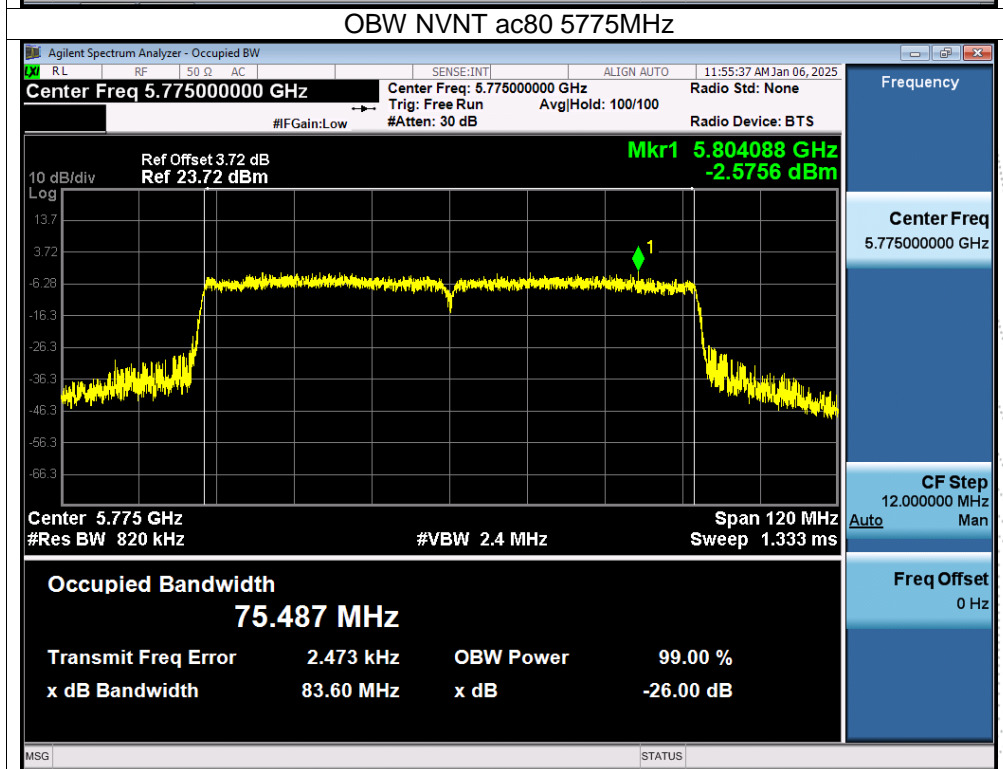 OBW NVNT ac80 5775MHz
Agilent Spectrum Analyzer - Occupied BW
LXI RL RF 50 Ω AC SENSE:INT ALIGN AUTO 11:55:37 AM Jan 06, 2025
Center Freq 5.775000000 GHz
Center Freq: 5.775000000 GHz Radio Std: None
Trig: Free Run Avg|Hold: 100/100
#IFGain:Low #Atten: 30 dB Radio Device: BTS
Frequency
Mkr1 5.804088 GHz
-2.5756 dBm
Ref Offset 3.72 dB
10 dB/div Ref 23.72 dBm
Log
13.7
3.72
-6.28
-16.3
-26.3
-36.3
-46.3
-56.3
-66.3
1
Center 5.775 GHz Span 120 MHz
#Res BW 820 kHz #VBW 2.4 MHz Sweep 1.333 ms
Center Freq
5.775000000 GHz
CF Step
12.000000 MHz
Auto Man
Freq Offset
0 Hz
Occupied Bandwidth
75.487 MHz
Transmit Freq Error 2.473 kHz OBW Power 99.00 %
x dB Bandwidth 83.60 MHz x dB -26.00 dB
MSG STATUS